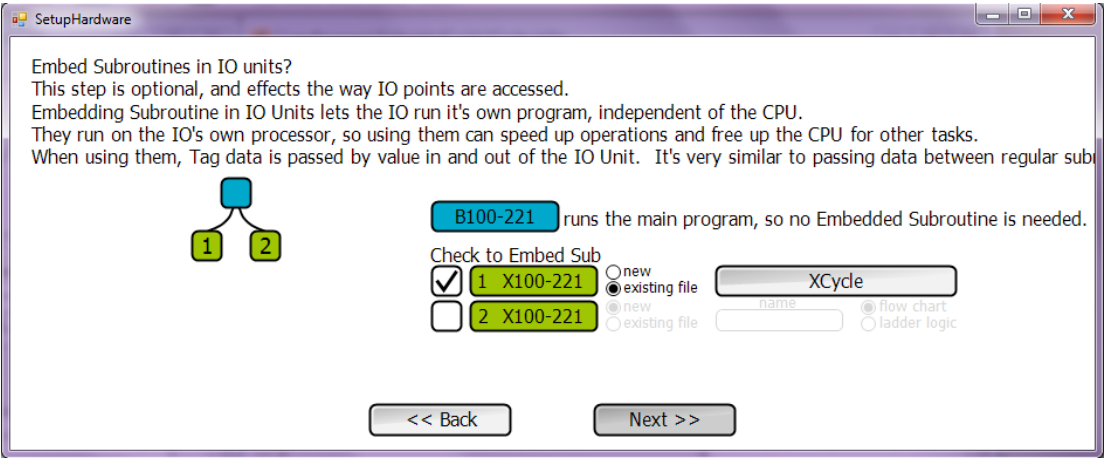 SetupHardware
Embed Subroutines in IO units?
This step is optional, and effects the way IO points are accessed.
Embedding Subroutine in IO Units lets the IO run it's own program, independent of the CPU.
They run on the IO's own processor, so using them can speed up operations and free up the CPU for other tasks.
When using them, Tag data is passed by value in and out of the IO Unit. It's very similar to passing data between regular
1 2
B100-221 runs the main program, so no Embedded Subroutine is needed.
Check to Embed Sub
1 X100-221 new existing file XCycle
2 X100-221 new existing file name flow chart ladder logic
<< Back Next >>